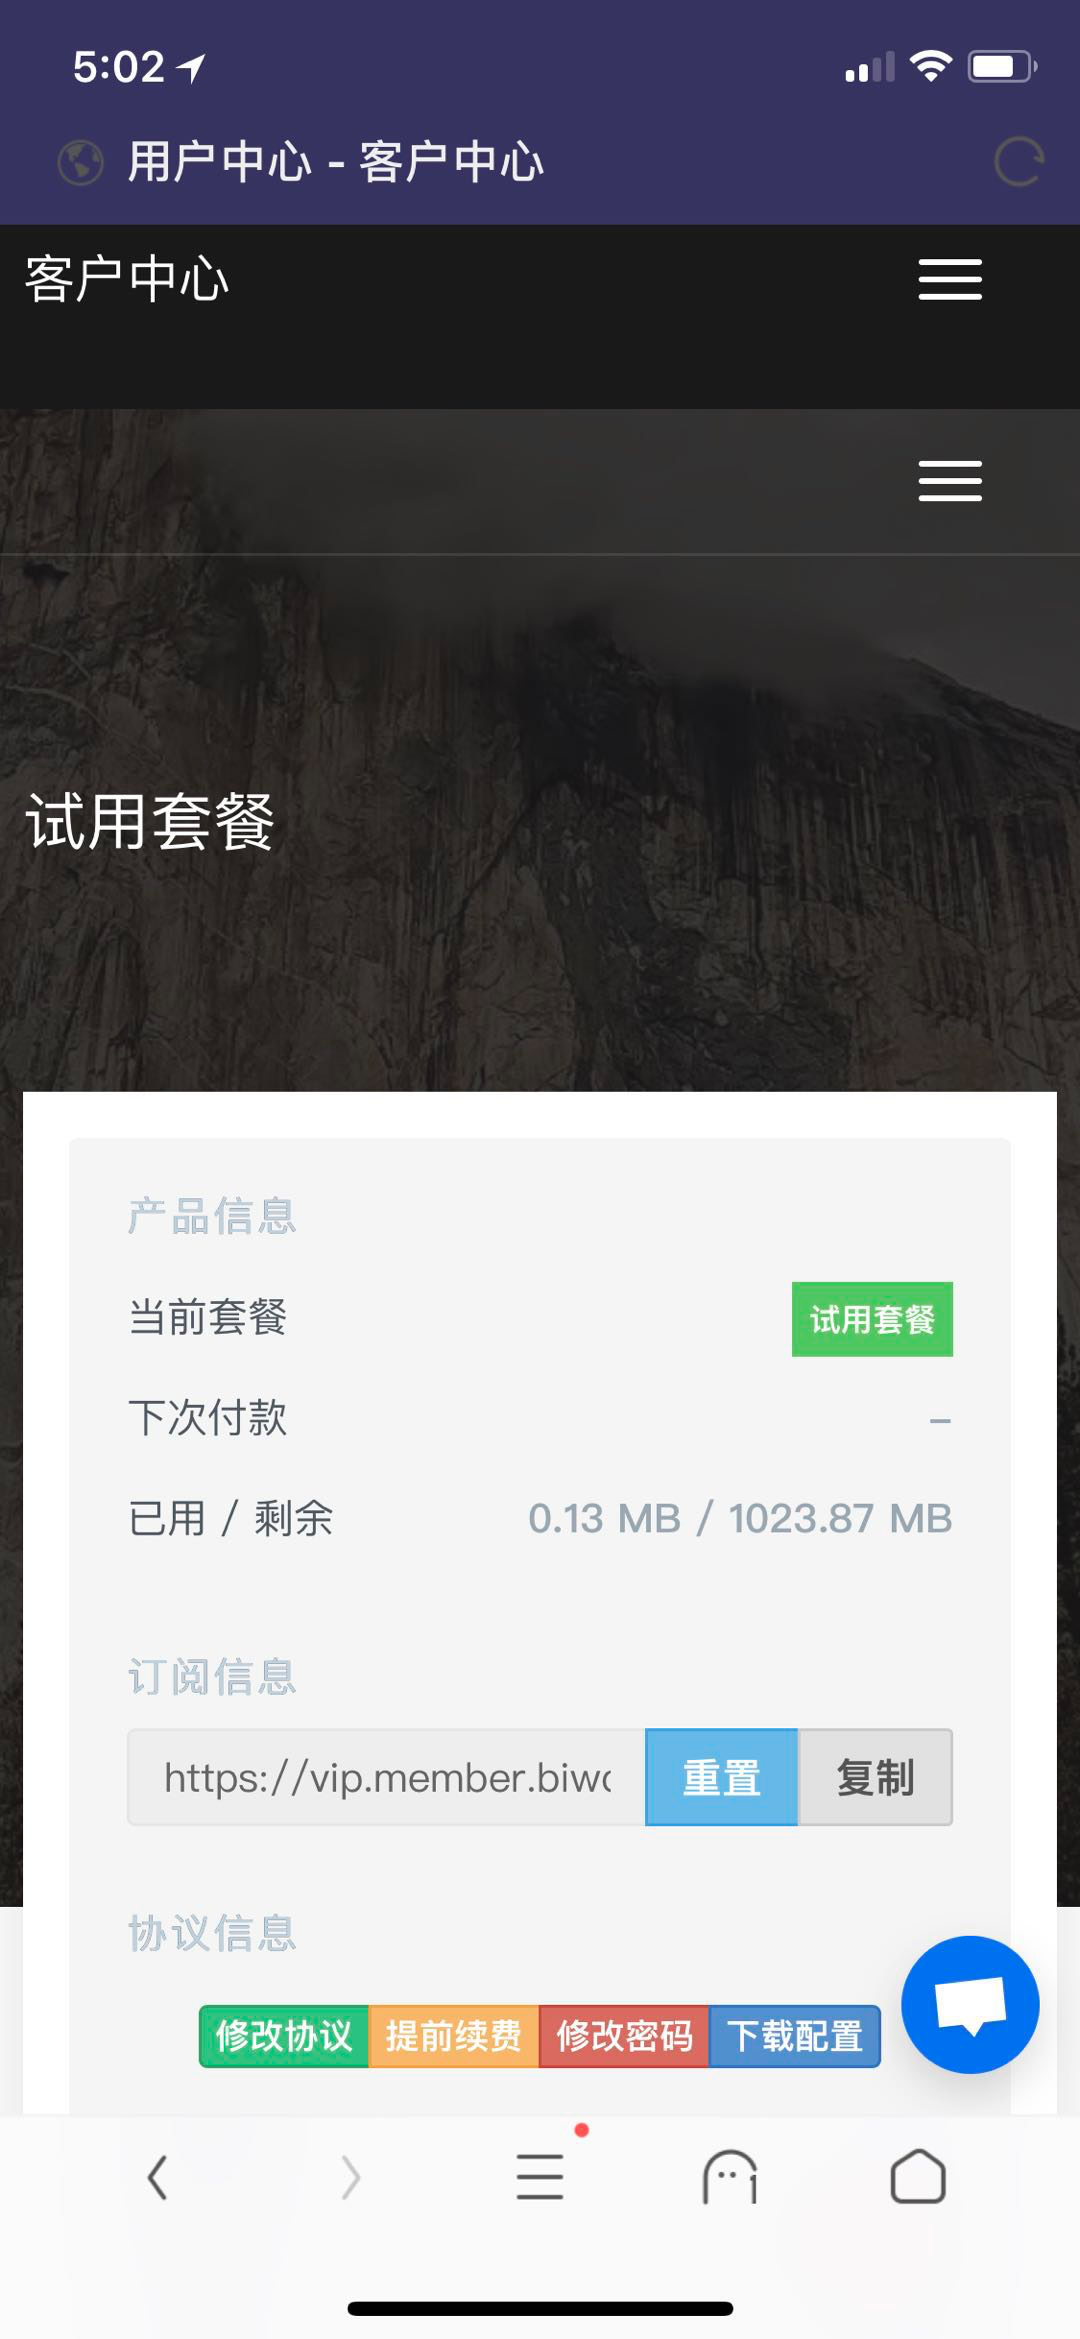 5:02
用户中心 - 客户中心
客户中心
试用套餐
产品信息
当前套餐 试用套餐
下次付款 –
已用 / 剩余 0.13 MB / 1023.87 MB
订阅信息
https://vip.member.biwo 重置 复制
协议信息
修改协议 提前续费 修改密码 下载配置
1